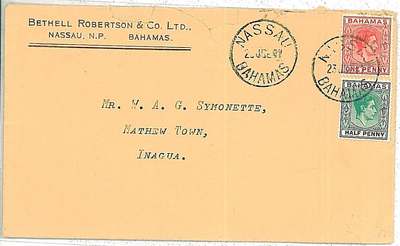 BETHELL ROBERTSON & CO. LTD.,
NASSAU, N.P. BAHAMAS.
NASSAU
BAHAMAS
BAHAMAS
ONE PENNY
BAHAMAS
HALF PENNY
Mr. W. A. G. Symonette,
Mathew Town,
Inagua.